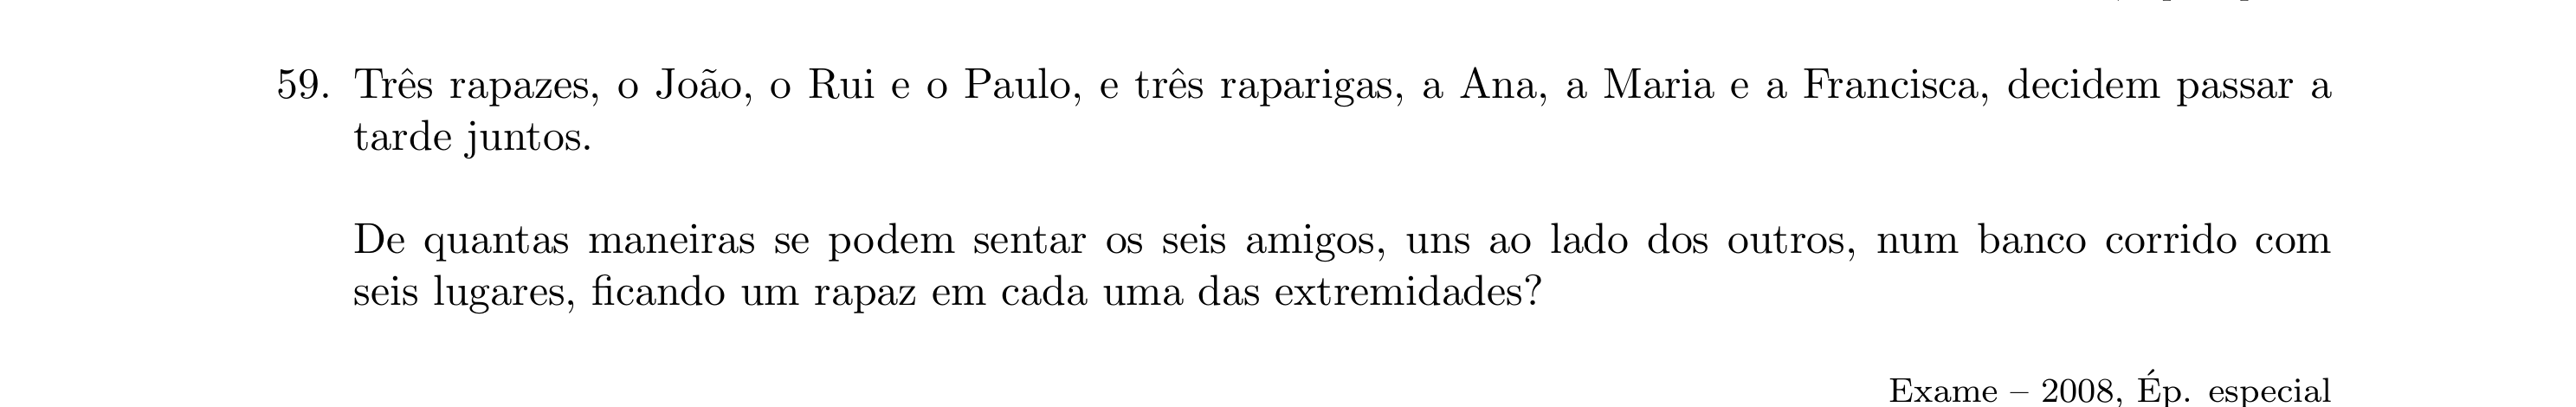 59. Três rapazes, o João, o Rui e o Paulo, e três raparigas, a Ana, a Maria e a Francisca, decidem passar a
tarde juntos.
De quantas maneiras se podem sentar os seis amigos, uns ao lado dos outros, num banco corrido com
seis lugares, ficando um rapaz em cada uma das extremidades?
Exame – 2008, Ép. especial